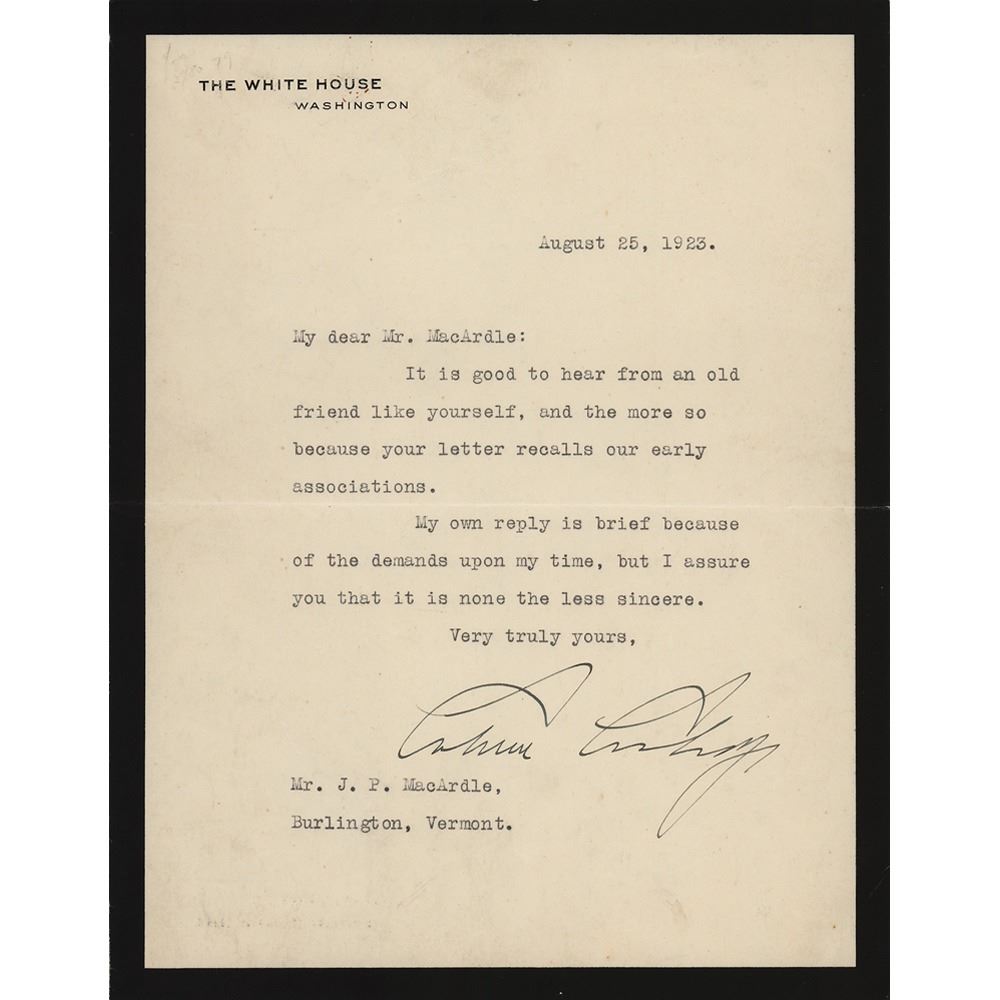 THE WHITE HOUSE
WASHINGTON
August 25, 1923.
My dear Mr. MacArdle:
It is good to hear from an old
friend like yourself, and the more so
because your letter recalls our early
associations.
My own reply is brief because
of the demands upon my time, but I assure
you that it is none the less sincere.
Very truly yours,
Calvin Coolidge
Mr. J. P. MacArdle,
Burlington, Vermont.